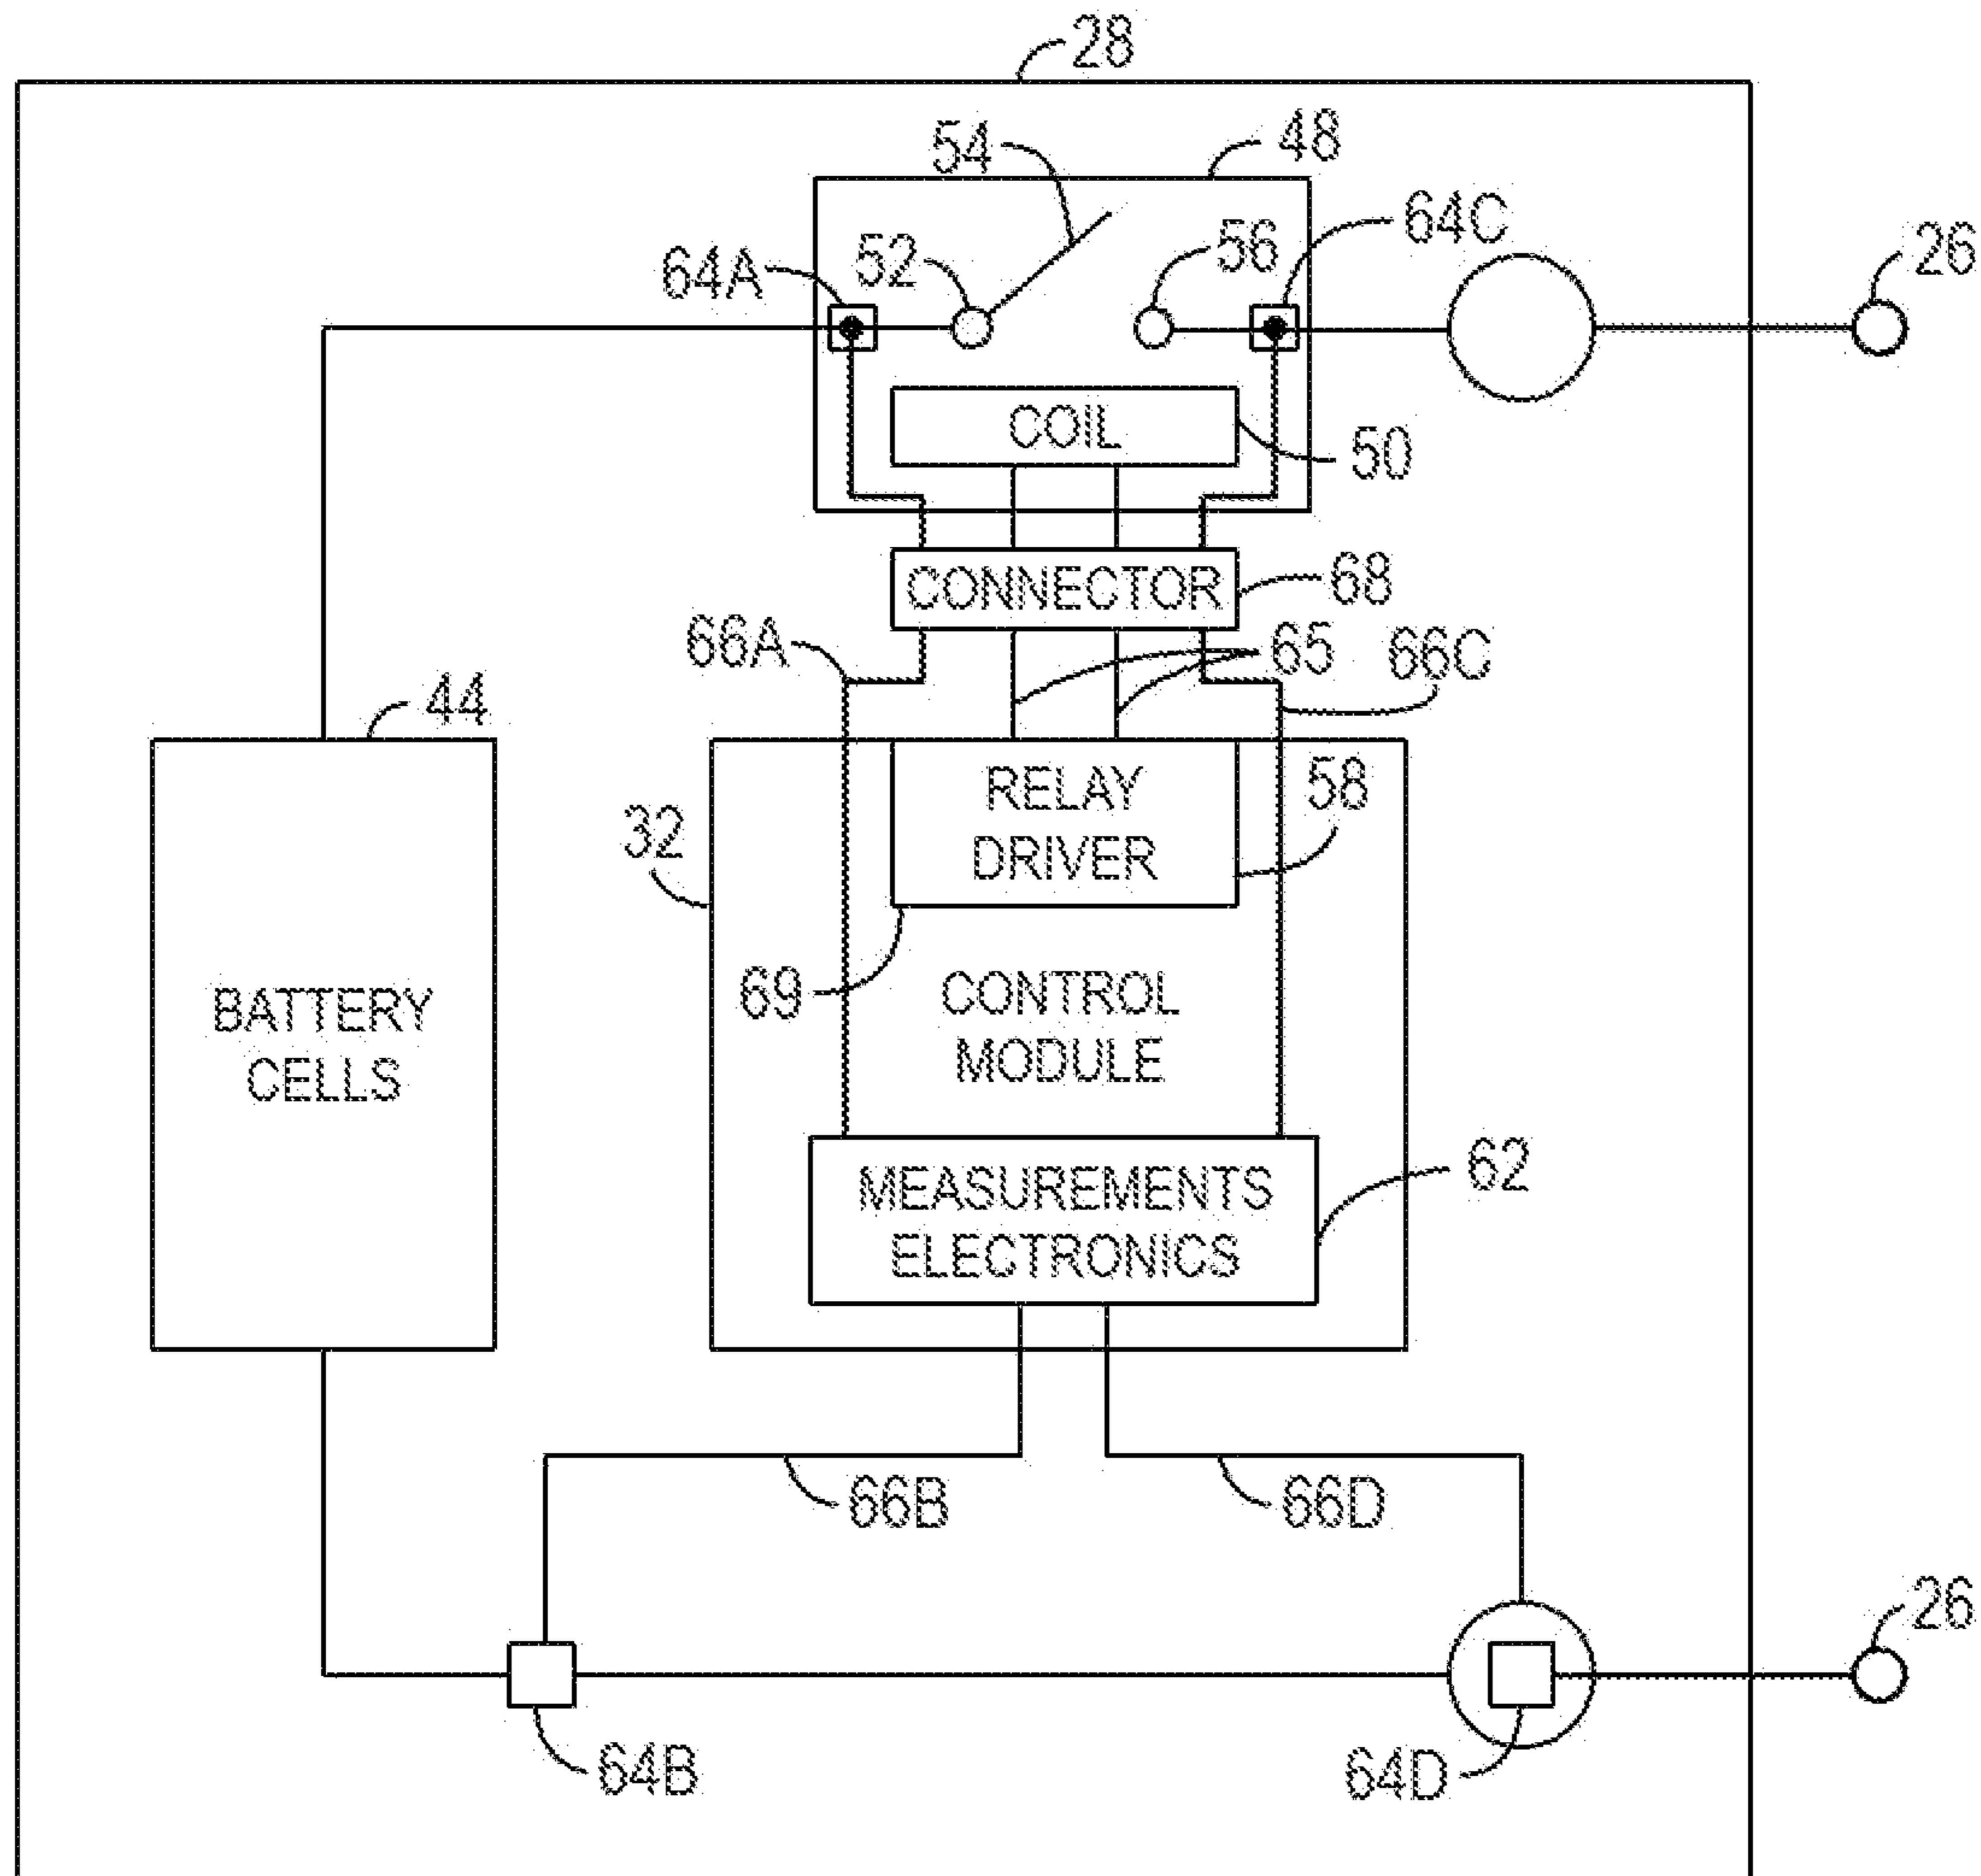 28
54
48
64C
52
56
26
64A
COIL
50
CONNECTOR
68
66A
65
66C
44
RELAY
DRIVER
58
32
69
CONTROL
MODULE
BATTERY
CELLS
MEASUREMENTS
ELECTRONICS
62
66B
66D
26
64B
64D